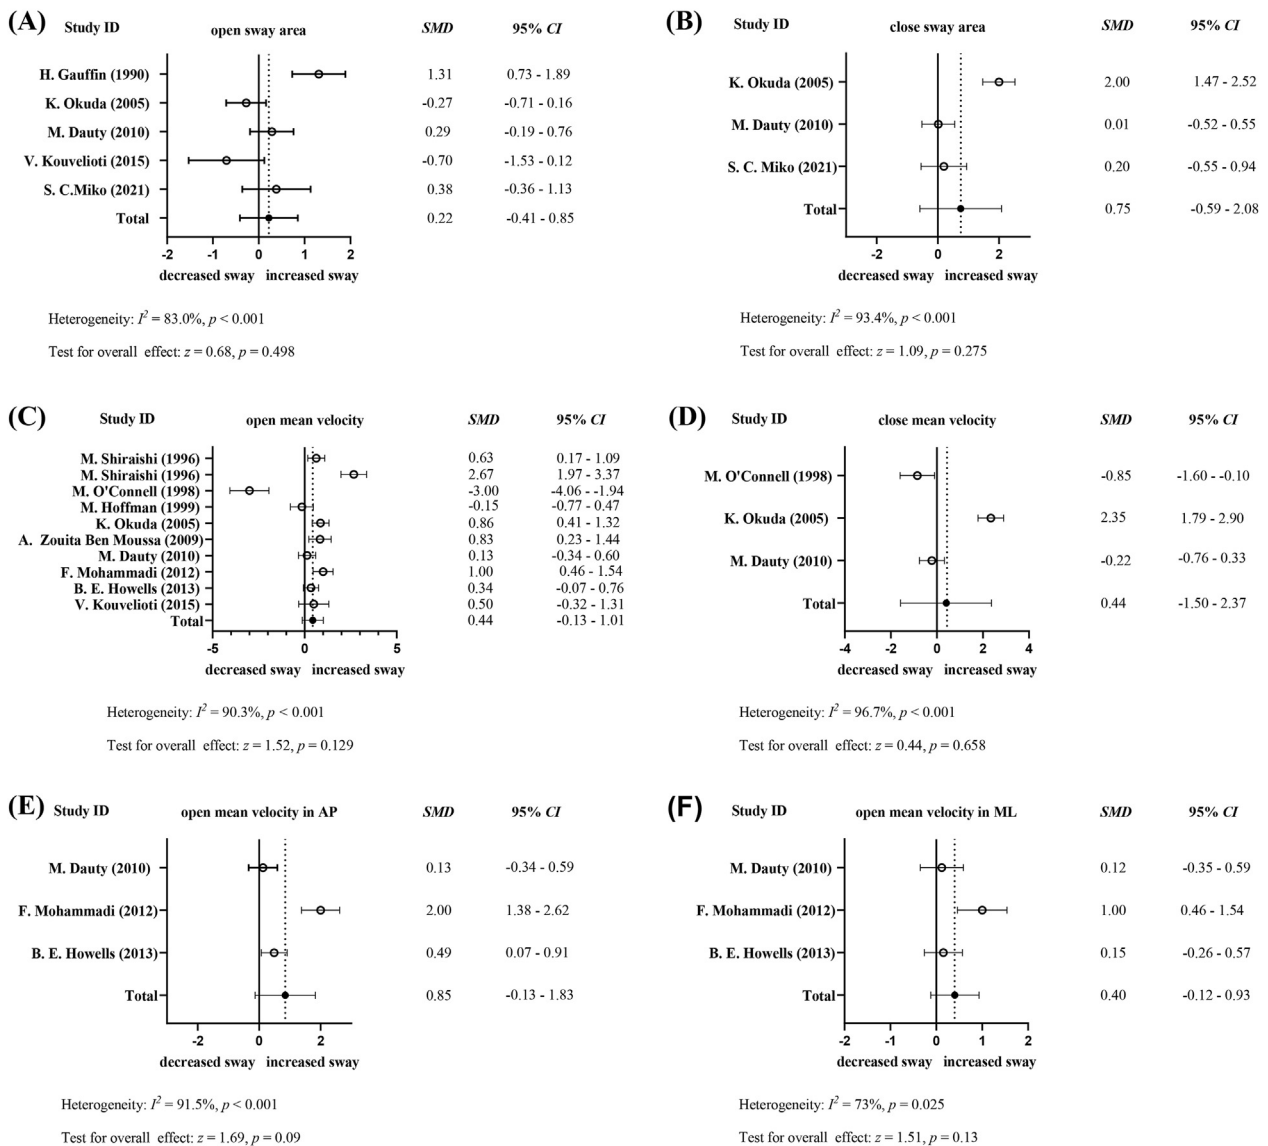 (A) Study ID open sway area SMD 95% CI
H. Gauffin (1990) 1.31 0.73 - 1.89
K. Okuda (2005) -0.27 -0.71 - 0.16
M. Dauty (2010) 0.29 -0.19 - 0.76
V. Kouvelioti (2015) -0.70 -1.53 - 0.12
S. C.Miko (2021) 0.38 -0.36 - 1.13
Total 0.22 -0.41 - 0.85
-2 -1 0 1 2
decreased sway increased sway
Heterogeneity: I² = 83.0%, p < 0.001
Test for overall effect: z = 0.68, p = 0.498
(B) Study ID close sway area SMD 95% CI
K. Okuda (2005) 2.00 1.47 - 2.52
M. Dauty (2010) 0.01 -0.52 - 0.55
S. C. Miko (2021) 0.20 -0.55 - 0.94
Total 0.75 -0.59 - 2.08
-2 0 2
decreased sway increased sway
Heterogeneity: I² = 93.4%, p < 0.001
Test for overall effect: z = 1.09, p = 0.275
(C) Study ID open mean velocity SMD 95% CI
M. Shiraishi (1996) 0.63 0.17 - 1.09
M. Shiraishi (1996) 2.67 1.97 - 3.37
M. O'Connell (1998) -3.00 -4.06 - -1.94
M. Hoffman (1999) -0.15 -0.77 - 0.47
K. Okuda (2005) 0.86 0.41 - 1.32
A. Zouita Ben Moussa (2009) 0.83 0.23 - 1.44
M. Dauty (2010) 0.13 -0.34 - 0.60
F. Mohammadi (2012) 1.00 0.46 - 1.54
B. E. Howells (2013) 0.34 -0.07 - 0.76
V. Kouvelioti (2015) 0.50 -0.32 - 1.31
Total 0.44 -0.13 - 1.01
-5 0 5
decreased sway increased sway
Heterogeneity: I² = 90.3%, p < 0.001
Test for overall effect: z = 1.52, p = 0.129
(D) Study ID close mean velocity SMD 95% CI
M. O'Connell (1998) -0.85 -1.60 - -0.10
K. Okuda (2005) 2.35 1.79 - 2.90
M. Dauty (2010) -0.22 -0.76 - 0.33
Total 0.44 -1.50 - 2.37
-4 -2 0 2 4
decreased sway increased sway
Heterogeneity: I² = 96.7%, p < 0.001
Test for overall effect: z = 0.44, p = 0.658
(E) Study ID open mean velocity in AP SMD 95% CI
M. Dauty (2010) 0.13 -0.34 - 0.59
F. Mohammadi (2012) 2.00 1.38 - 2.62
B. E. Howells (2013) 0.49 0.07 - 0.91
Total 0.85 -0.13 - 1.83
-2 0 2
decreased sway increased sway
Heterogeneity: I² = 91.5%, p < 0.001
Test for overall effect: z = 1.69, p = 0.09
(F) Study ID open mean velocity in ML SMD 95% CI
M. Dauty (2010) 0.12 -0.35 - 0.59
F. Mohammadi (2012) 1.00 0.46 - 1.54
B. E. Howells (2013) 0.15 -0.26 - 0.57
Total 0.40 -0.12 - 0.93
-2 -1 0 1 2
decreased sway increased sway
Heterogeneity: I² = 73%, p = 0.025
Test for overall effect: z = 1.51, p = 0.13